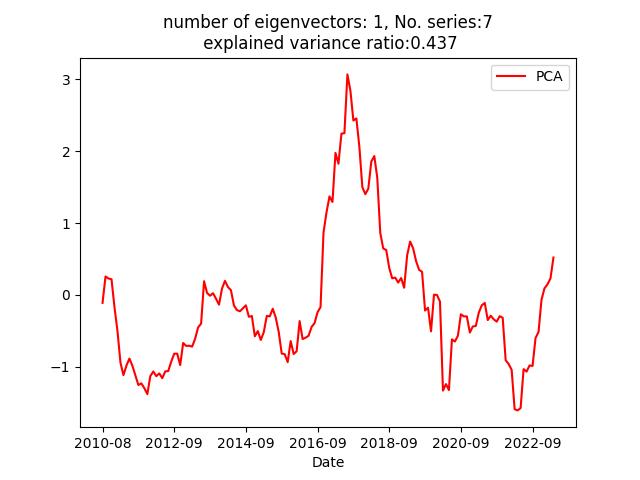 number of eigenvectors: 1, No. series:7
explained variance ratio:0.437
PCA
3
2
1
0
−1
2010-08 2012-09 2014-09 2016-09 2018-09 2020-09 2022-09
Date